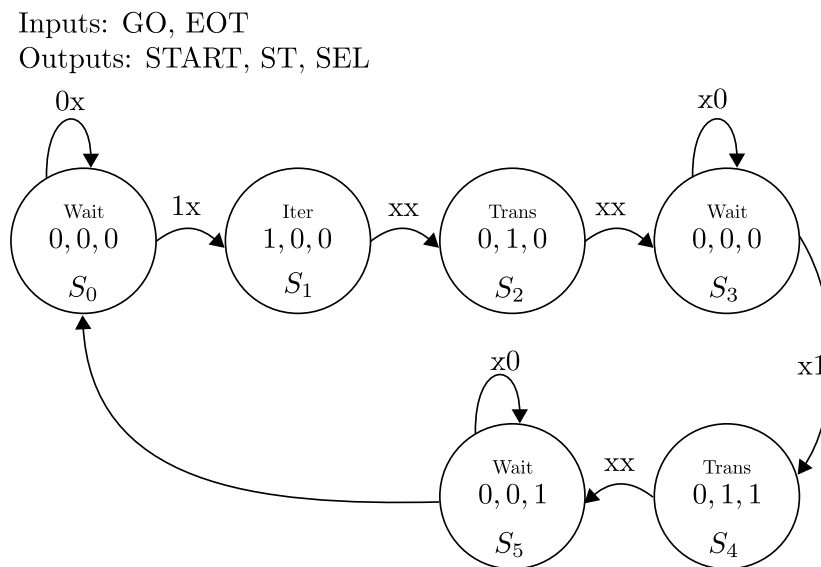 Inputs: GO, EOT
Outputs: START, ST, SEL
0x
x0
Wait
0, 0, 0
S0
1x
Iter
1, 0, 0
S1
xx
Trans
0, 1, 0
S2
xx
Wait
0, 0, 0
S3
x1
x0
Wait
0, 0, 1
S5
xx
Trans
0, 1, 1
S4